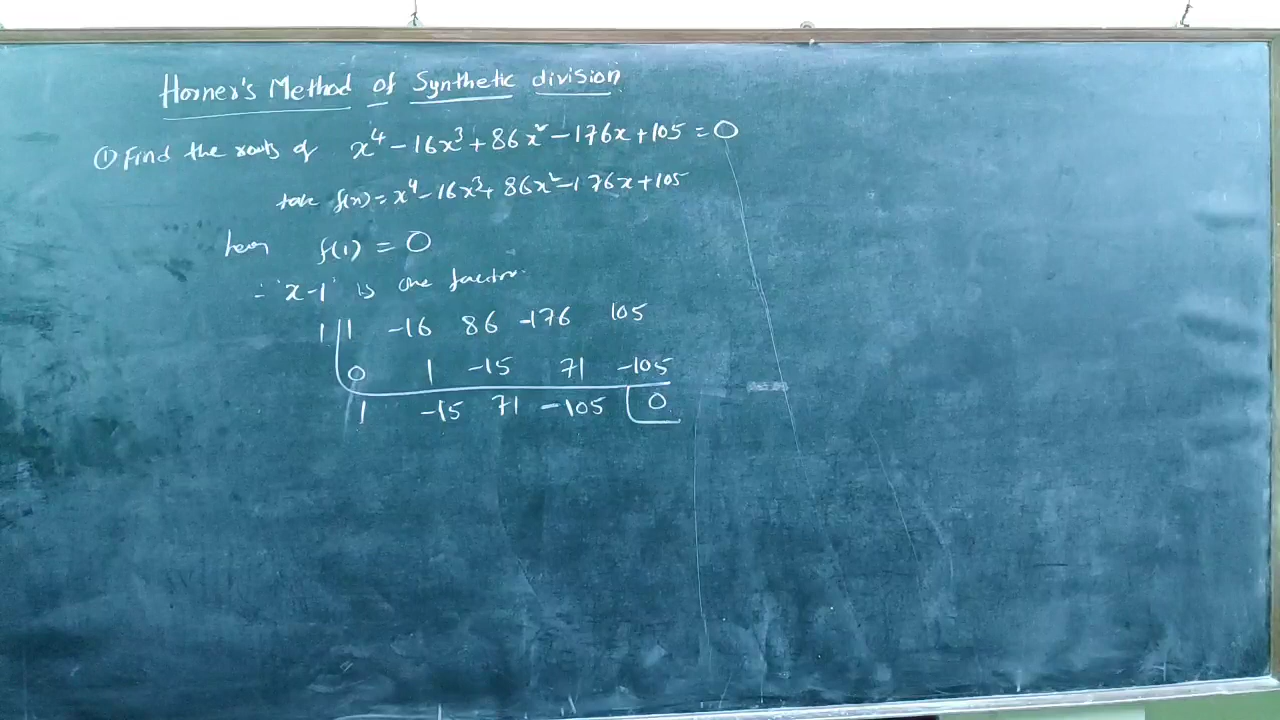 Horner's Method of Synthetic division
① Find the roots of x⁴ - 16x³ + 86x² - 176x + 105 = 0
take f(x) = x⁴ - 16x³ + 86x² - 176x + 105
f(1) = 0
∴ 'x-1' is one factor.
1 | 1 -16 86 -176 105
0 1 -15 71 -105
1 -15 71 -105 | 0